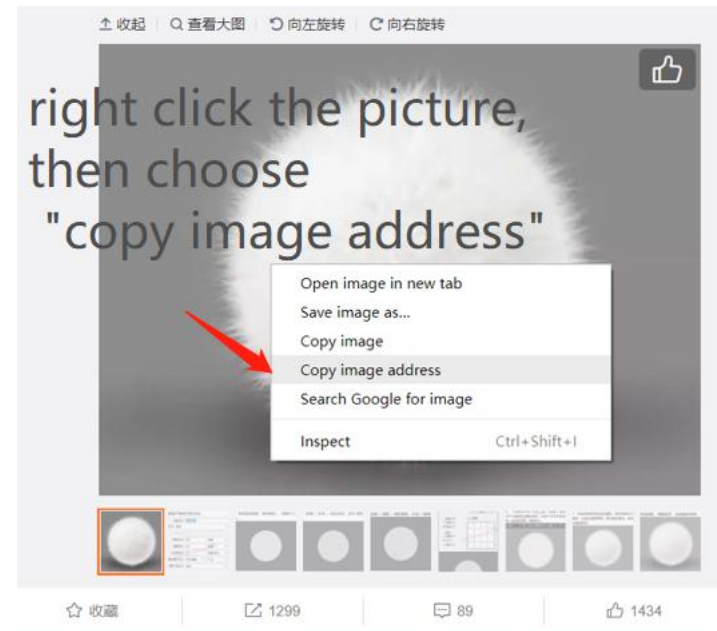 收起
查看大图
向左旋转
向右旋转
right click the picture,
then choose
"copy image address"
Open image in new tab
Save image as...
Copy image
Copy image address
Search Google for image
Inspect Ctrl+Shift+I
收藏
1299
89
1434